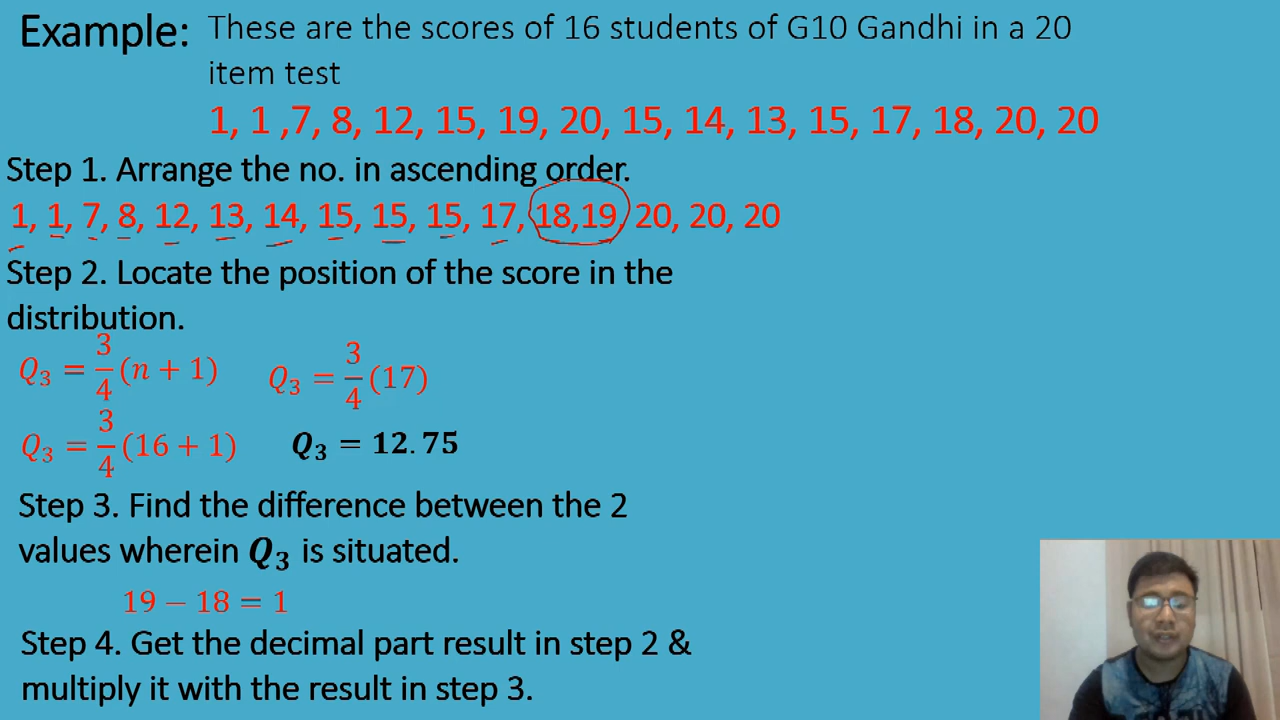 Example: These are the scores of 16 students of G10 Gandhi in a 20
item test
1, 1 ,7, 8, 12, 15, 19, 20, 15, 14, 13, 15, 17, 18, 20, 20
Step 1. Arrange the no. in ascending order.
1, 1, 7, 8, 12, 13, 14, 15, 15, 15, 17, 18,19, 20, 20, 20
Step 2. Locate the position of the score in the
distribution.
Q₃ = 3/4 (n + 1)
Q₃ = 3/4 (17)
Q₃ = 3/4 (16 + 1)
Q₃ = 12.75
Step 3. Find the difference between the 2
values wherein Q₃ is situated.
19 − 18 = 1
Step 4. Get the decimal part result in step 2 &
multiply it with the result in step 3.